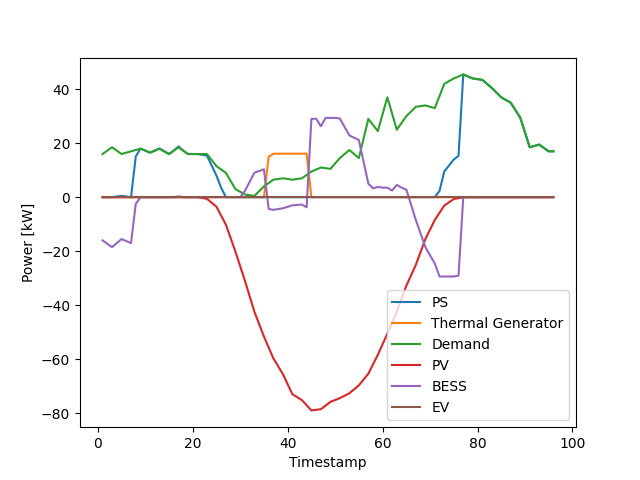 40
20
0
−20
−40
−60
−80
Power [kW]
PS
Thermal Generator
Demand
PV
BESS
EV
0 20 40 60 80 100
Timestamp